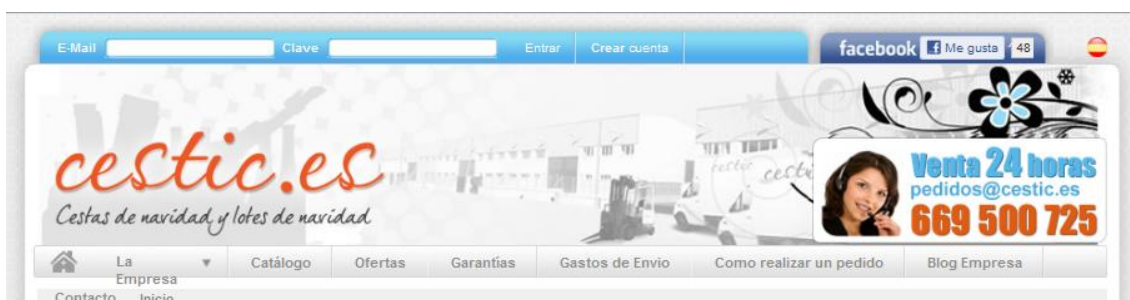 E-Mail Clave Entrar Crear cuenta facebook Me gusta 48
cestic.es
Cestas de navidad y lotes de navidad
cestic
Venta 24 horas
pedidos@cestic.es
669 500 725
La Empresa ▼ Catálogo Ofertas Garantías Gastos de Envio Como realizar un pedido Blog Empresa
Contacto Inicio